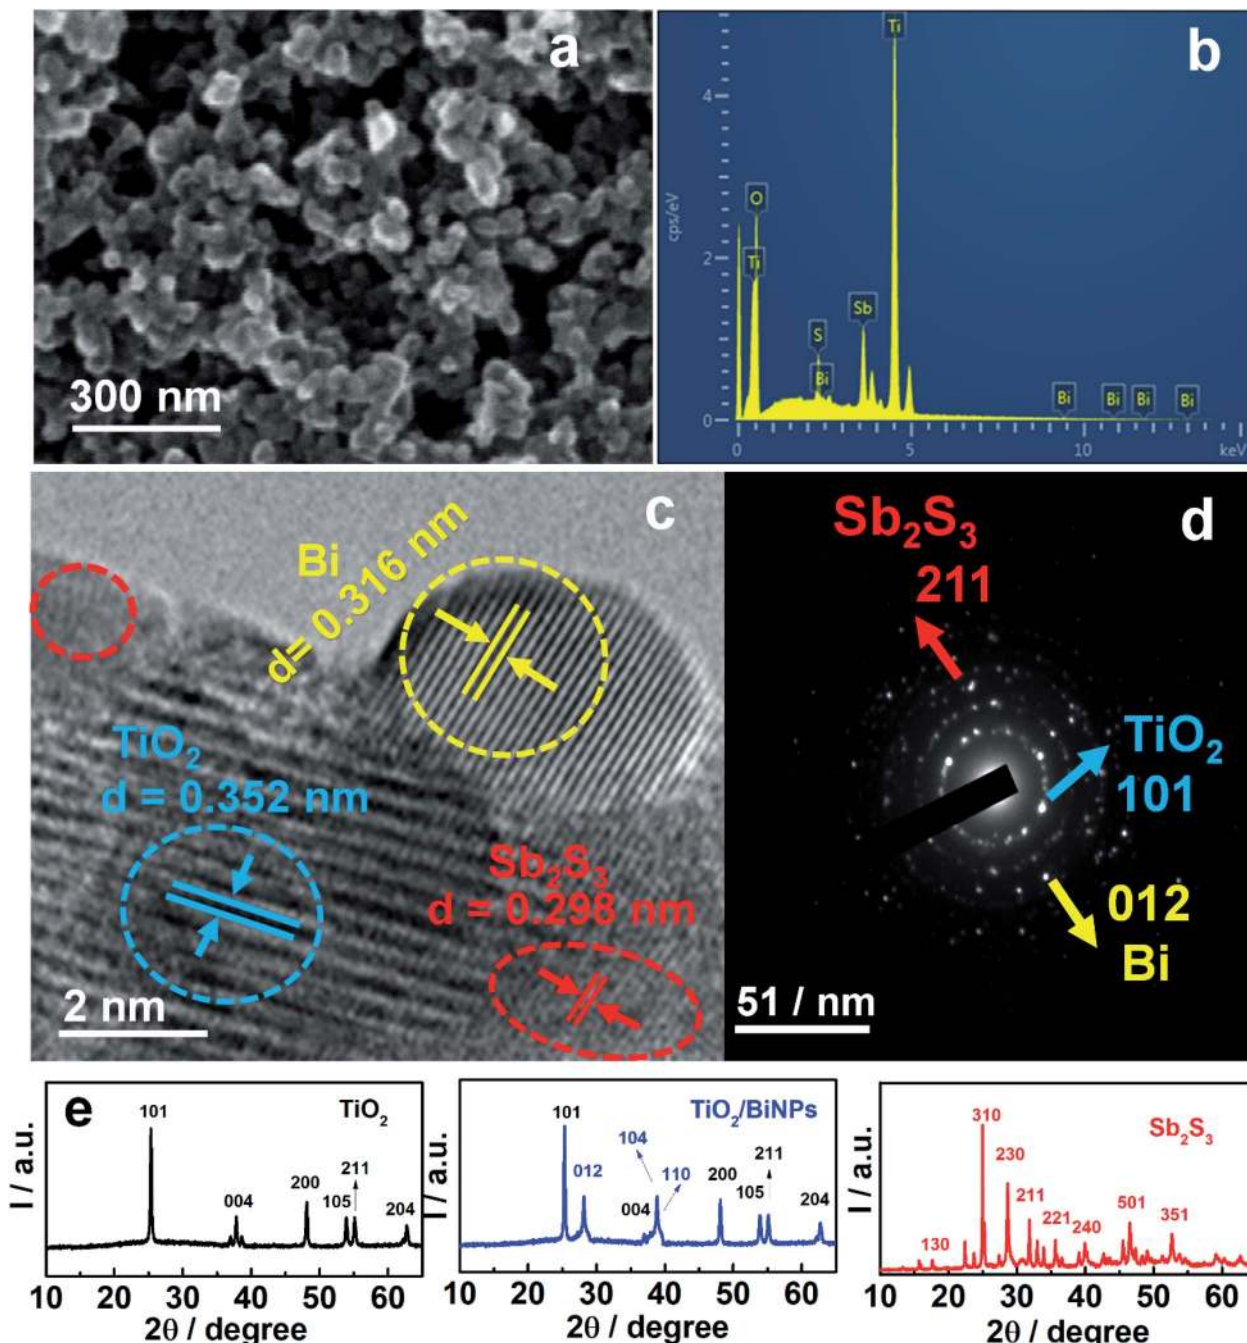 a
300 nm
b
cps/eV
4
2
0
Ti
O
Ti
S
Bi
Sb
Bi
Bi
Bi
Bi
0
5
10
keV
c
Bi
d= 0.316 nm
TiO₂
d = 0.352 nm
Sb₂S₃
d = 0.298 nm
2 nm
d
Sb₂S₃
211
TiO₂
101
012
Bi
51 / nm
e
TiO₂
101
004
200
105
211
204
I / a.u.
10 20 30 40 50 60
2θ / degree
TiO₂/BiNPs
101
012
104
110
004
200
105
211
204
I / a.u.
10 20 30 40 50 60
2θ / degree
Sb₂S₃
310
230
211
221
240
501
351
130
I / a.u.
10 20 30 40 50 60
2θ / degree